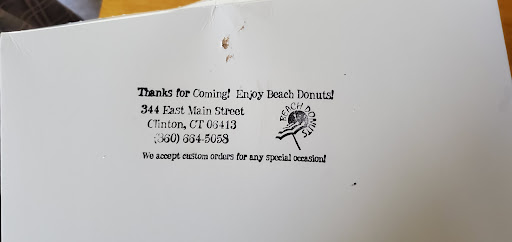 Thanks for Coming! Enjoy Beach Donuts!
344 East Main Street
Clinton, CT 06413
(860) 664-5058
We accept custom orders for any special occasion!
BEACH DONUTS